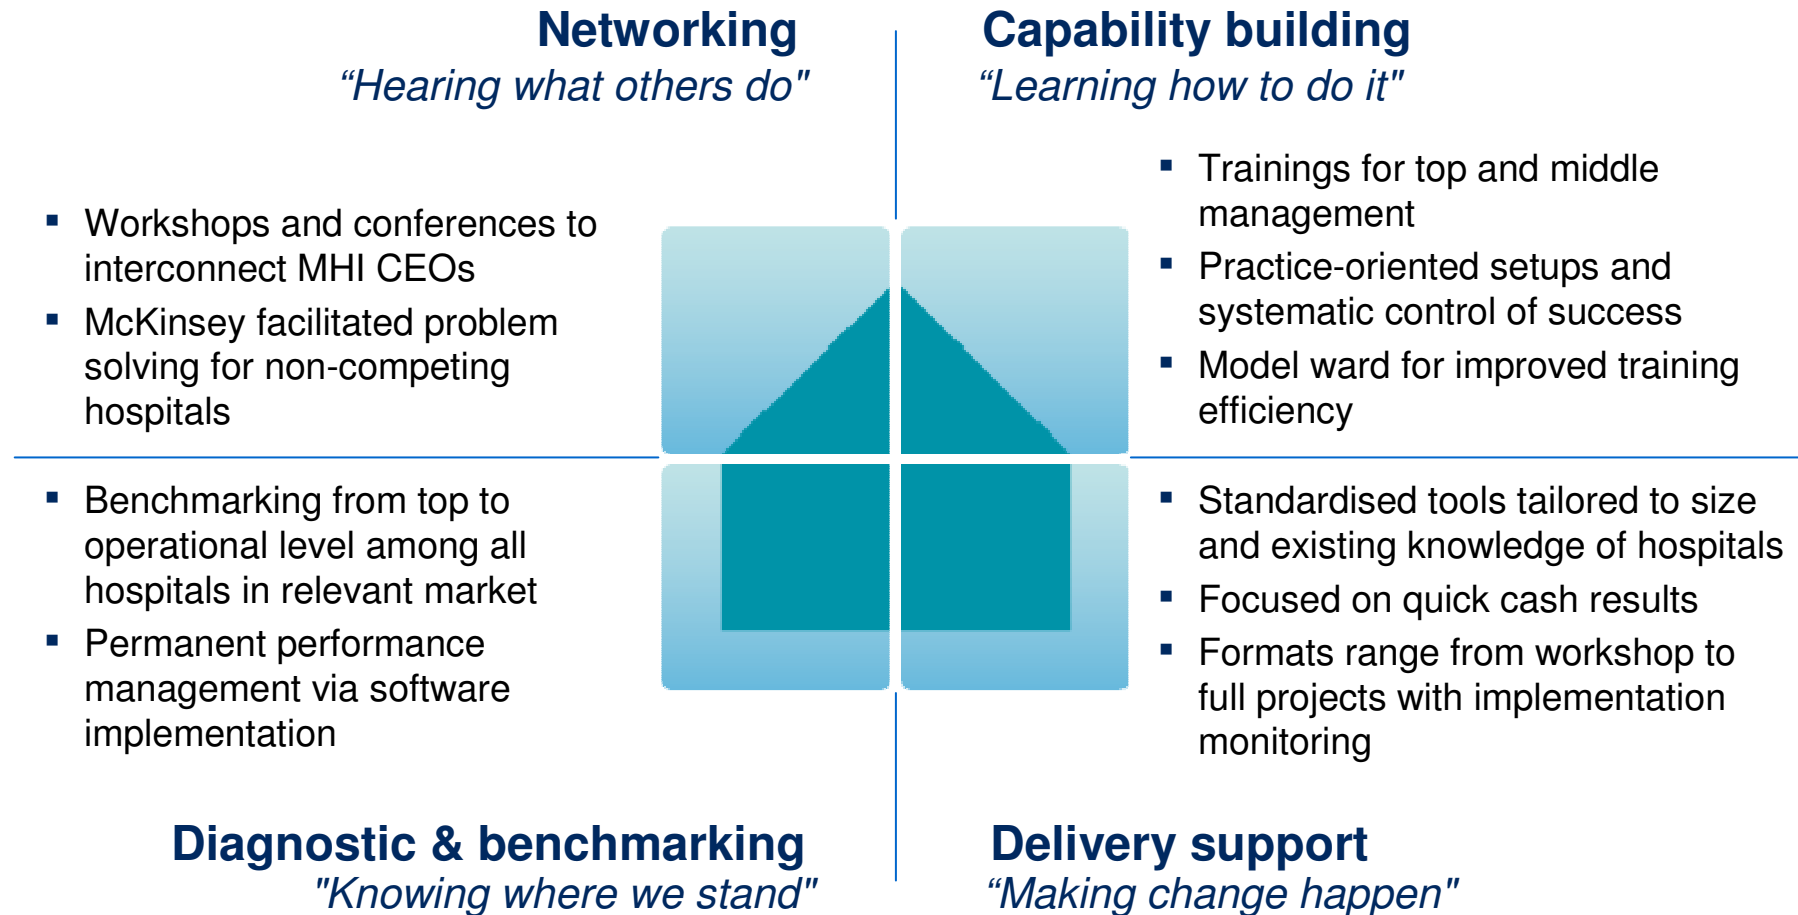 Networking
“Hearing what others do"
▪ Workshops and conferences to
interconnect MHI CEOs
▪ McKinsey facilitated problem
solving for non-competing
hospitals
Capability building
“Learning how to do it"
▪ Trainings for top and middle
management
▪ Practice-oriented setups and
systematic control of success
▪ Model ward for improved training
efficiency
▪ Benchmarking from top to
operational level among all
hospitals in relevant market
▪ Permanent performance
management via software
implementation
Diagnostic & benchmarking
"Knowing where we stand"
▪ Standardised tools tailored to size
and existing knowledge of hospitals
▪ Focused on quick cash results
▪ Formats range from workshop to
full projects with implementation
monitoring
Delivery support
“Making change happen"